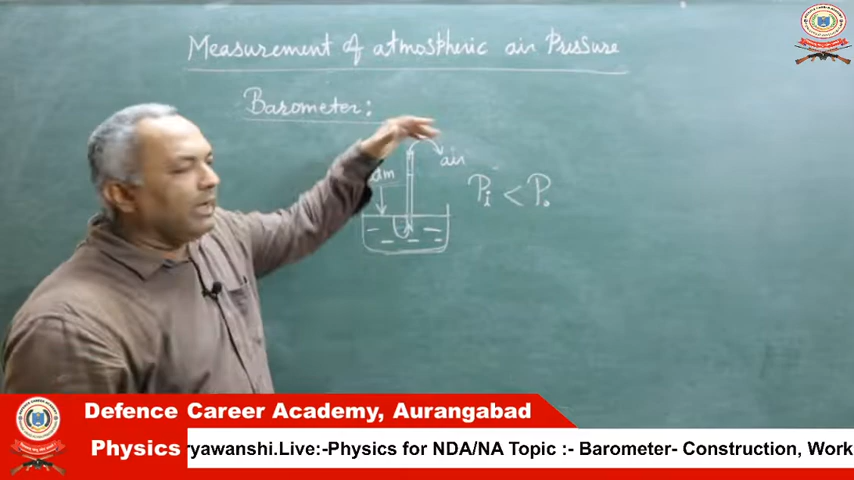 Measurement of atmospheric air Pressure
Barometer:
air
Pi < Po
Defence Career Academy, Aurangabad
Physics
ryawanshi.Live:-Physics for NDA/NA Topic :- Barometer- Construction, Work